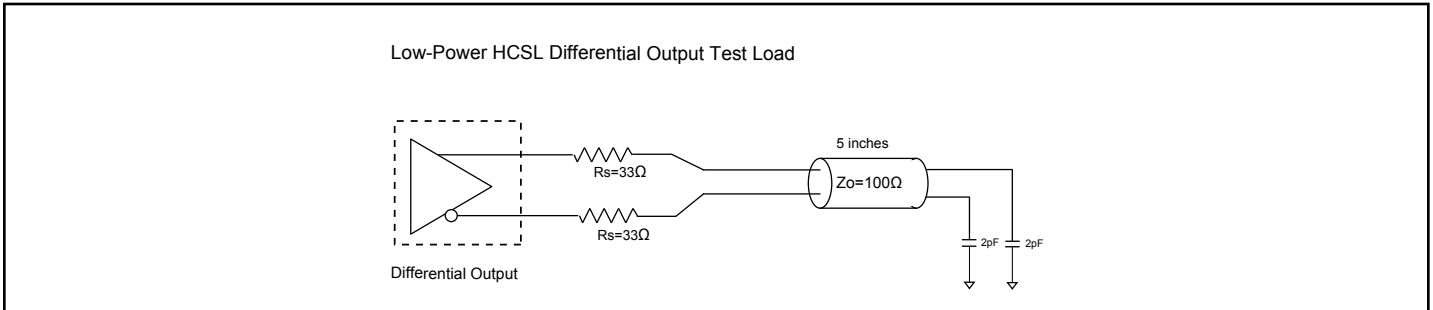 Low-Power HCSL Differential Output Test Load
5 inches
Rs=33Ω
Zo=100Ω
Rs=33Ω
2pF
2pF
Differential Output